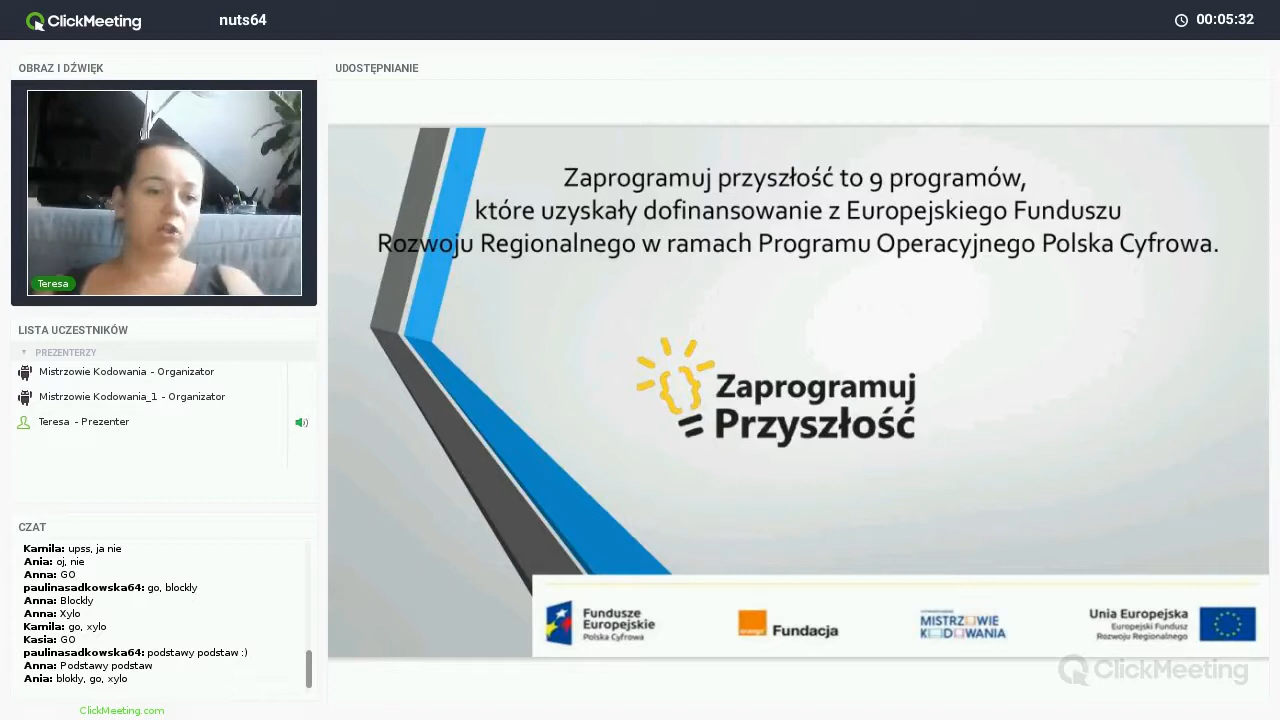 ClickMeeting
nuts64
00:05:32
OBRAZ I DŹWIĘK
Teresa
UDOSTĘPNIANIE
Zaprogramuj przyszłość to 9 programów,
które uzyskały dofinansowanie z Europejskiego Funduszu
Rozwoju Regionalnego w ramach Programu Operacyjnego Polska Cyfrowa.
Zaprogramuj
Przyszłość
LISTA UCZESTNIKÓW
PREZENTERZY
Mistrzowie Kodowania - Organizator
Mistrzowie Kodowania_1 - Organizator
Teresa - Prezenter
CZAT
Kamila: upss, ja nie
Ania: oj, nie
Anna: GO
paulinasadkowska64: go, blockly
Anna: Blockly
Anna: Xylo
Kamila: go, xylo
Kasia: GO
paulinasadkowska64: podstawy podstaw :)
Anna: Podstawy podstaw
Ania: blokly, go, xylo
ClickMeeting.com
Fundusze
Europejskie
Polska Cyfrowa
Fundacja
MISTRZOWIE
KODOWANIA
Unia Europejska
Europejski Fundusz
Rozwoju Regionalnego
ClickMeeting